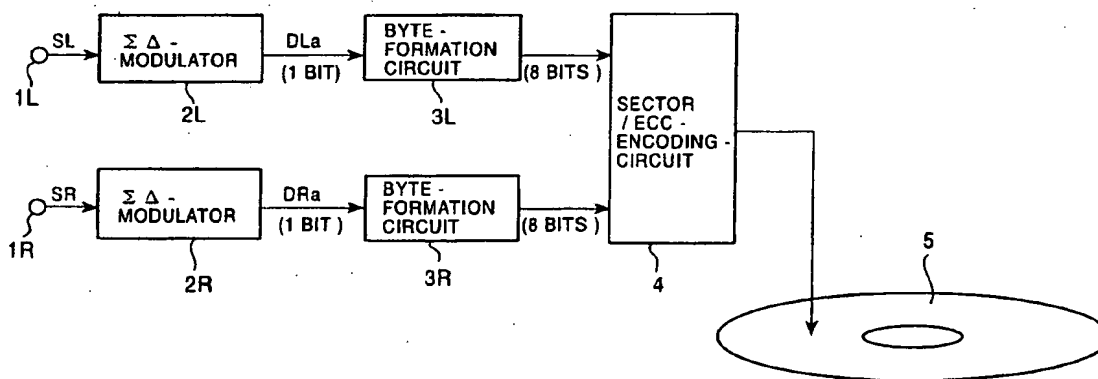 SL
Σ Δ -
MODULATOR
DLa
(1 BIT)
BYTE -
FORMATION
CIRCUIT
(8 BITS )
1L
2L
3L
SECTOR
/ ECC -
ENCODING -
CIRCUIT
SR
Σ Δ -
MODULATOR
DRa
(1 BIT )
BYTE -
FORMATION
CIRCUIT
(8 BITS )
1R
2R
3R
4
5